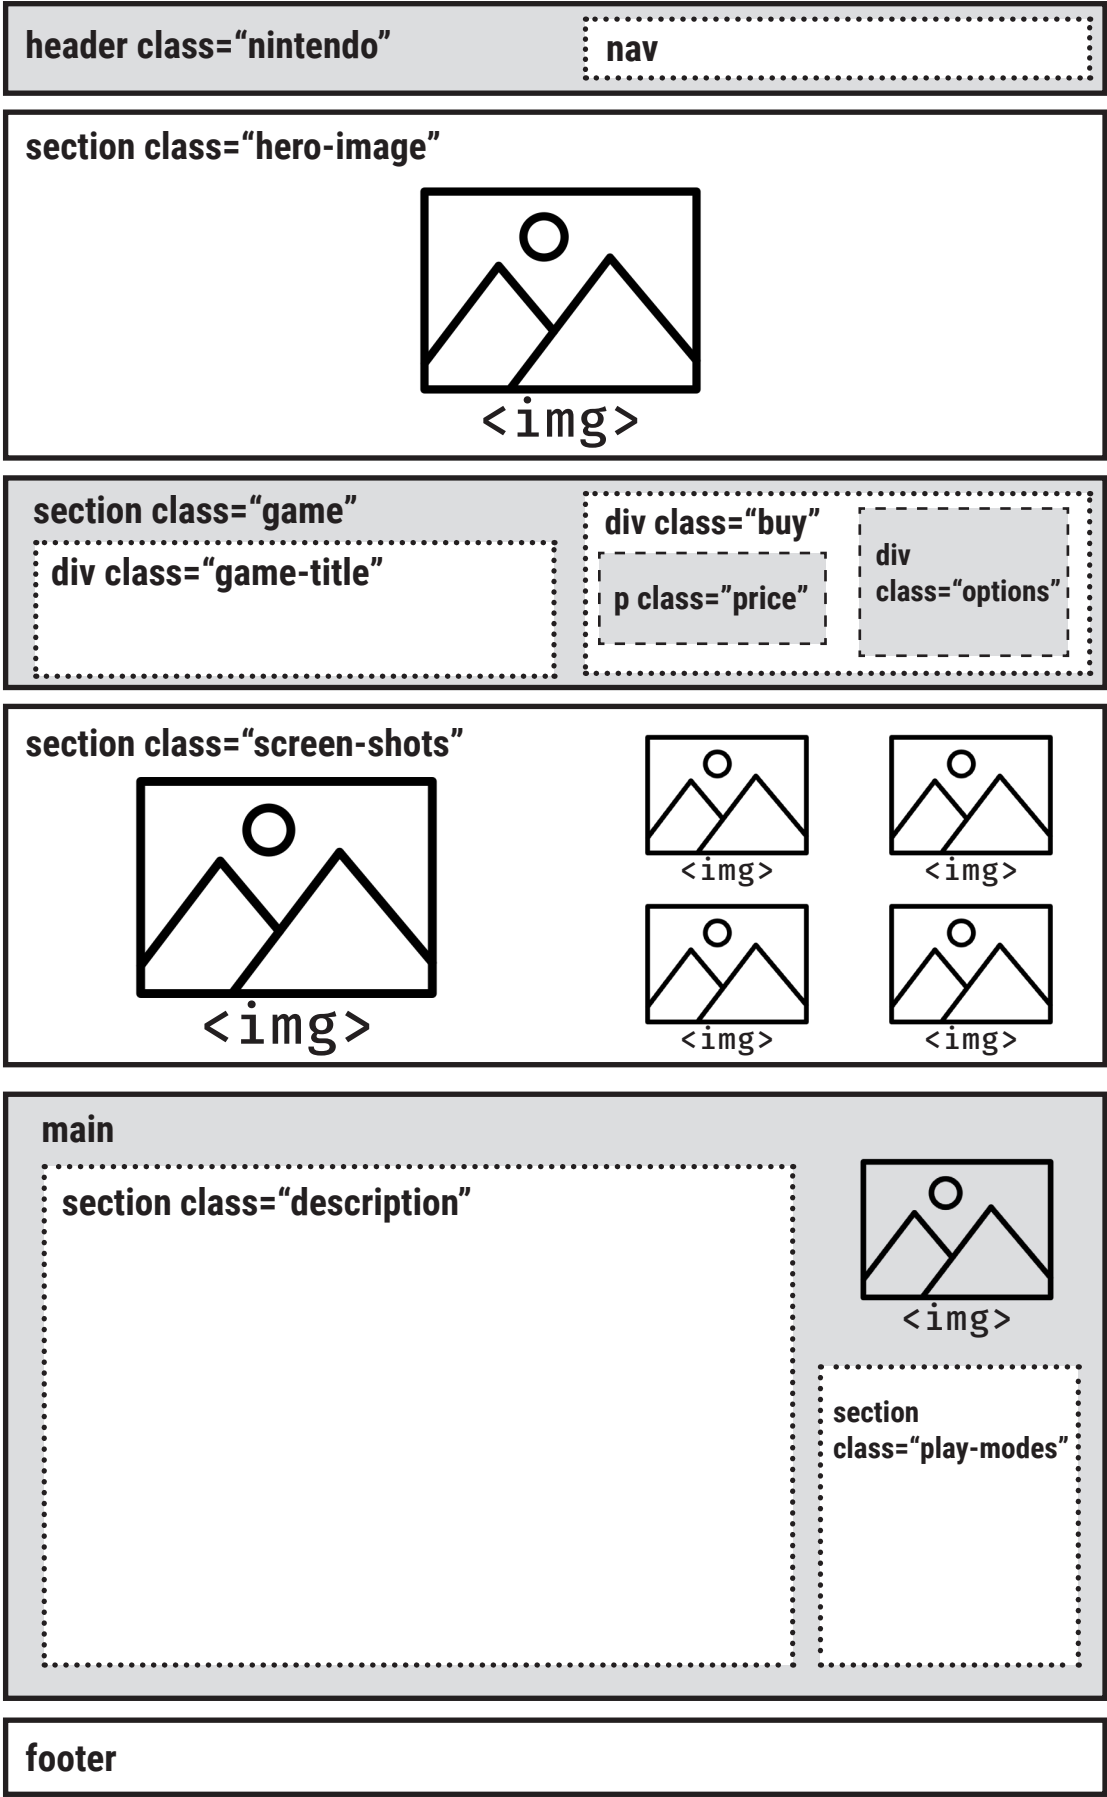 header class=“nintendo”
nav
section class=“hero-image”
<img>
section class=“game”
div class=“game-title”
div class=“buy”
p class=”price”
div
class=“options”
section class=“screen-shots”
<img>
<img>
<img>
<img>
<img>
main
section class=“description”
<img>
section
class=“play-modes”
footer